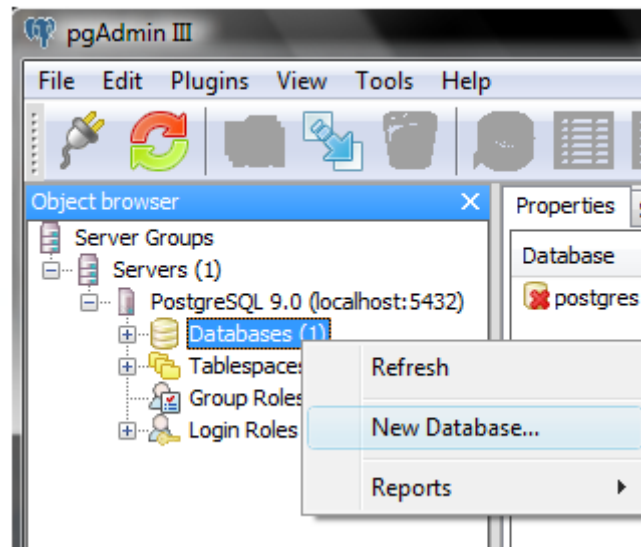 pgAdmin III
File Edit Plugins View Tools Help
Object browser
Server Groups
Servers (1)
PostgreSQL 9.0 (localhost:5432)
Databases (1)
Tablespaces
Group Roles
Login Roles
Refresh
New Database...
Reports
Properties
Database
postgres